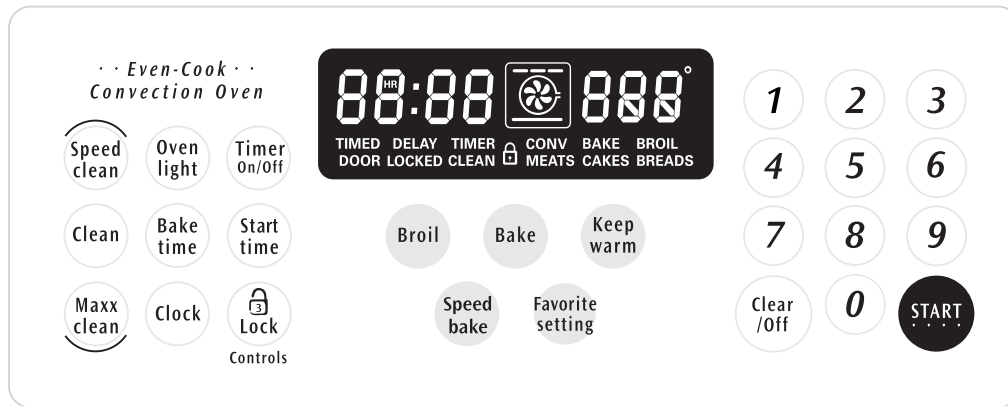 · · Even-Cook · ·
Convection Oven
Speed
clean
Oven
light
Timer
On/Off
Clean
Bake
time
Start
time
Maxx
clean
Clock
3
Lock
Controls
88:88 888°
HR
TIMED DELAY TIMER CONV BAKE BROIL
DOOR LOCKED CLEAN MEATS CAKES BREADS
Broil
Bake
Keep
warm
Speed
bake
Favorite
setting
1 2 3
4 5 6
7 8 9
Clear
/Off
0
START